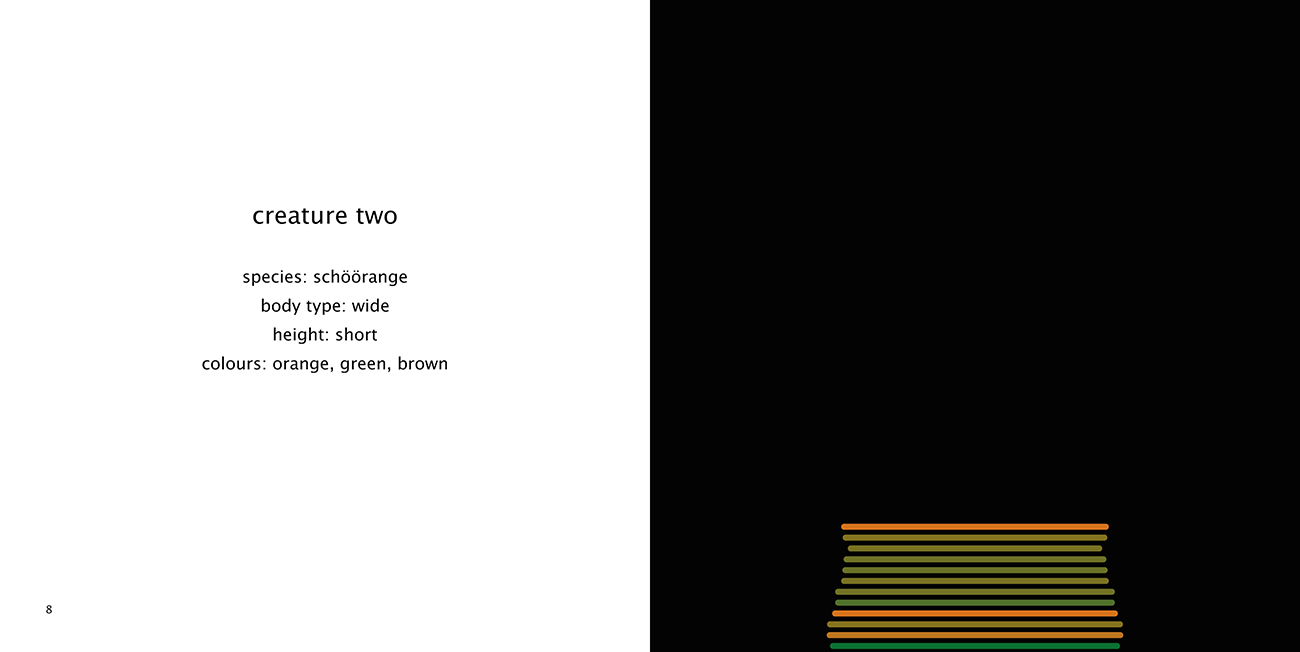 creature two
species: schöörange
body type: wide
height: short
colours: orange, green, brown
8